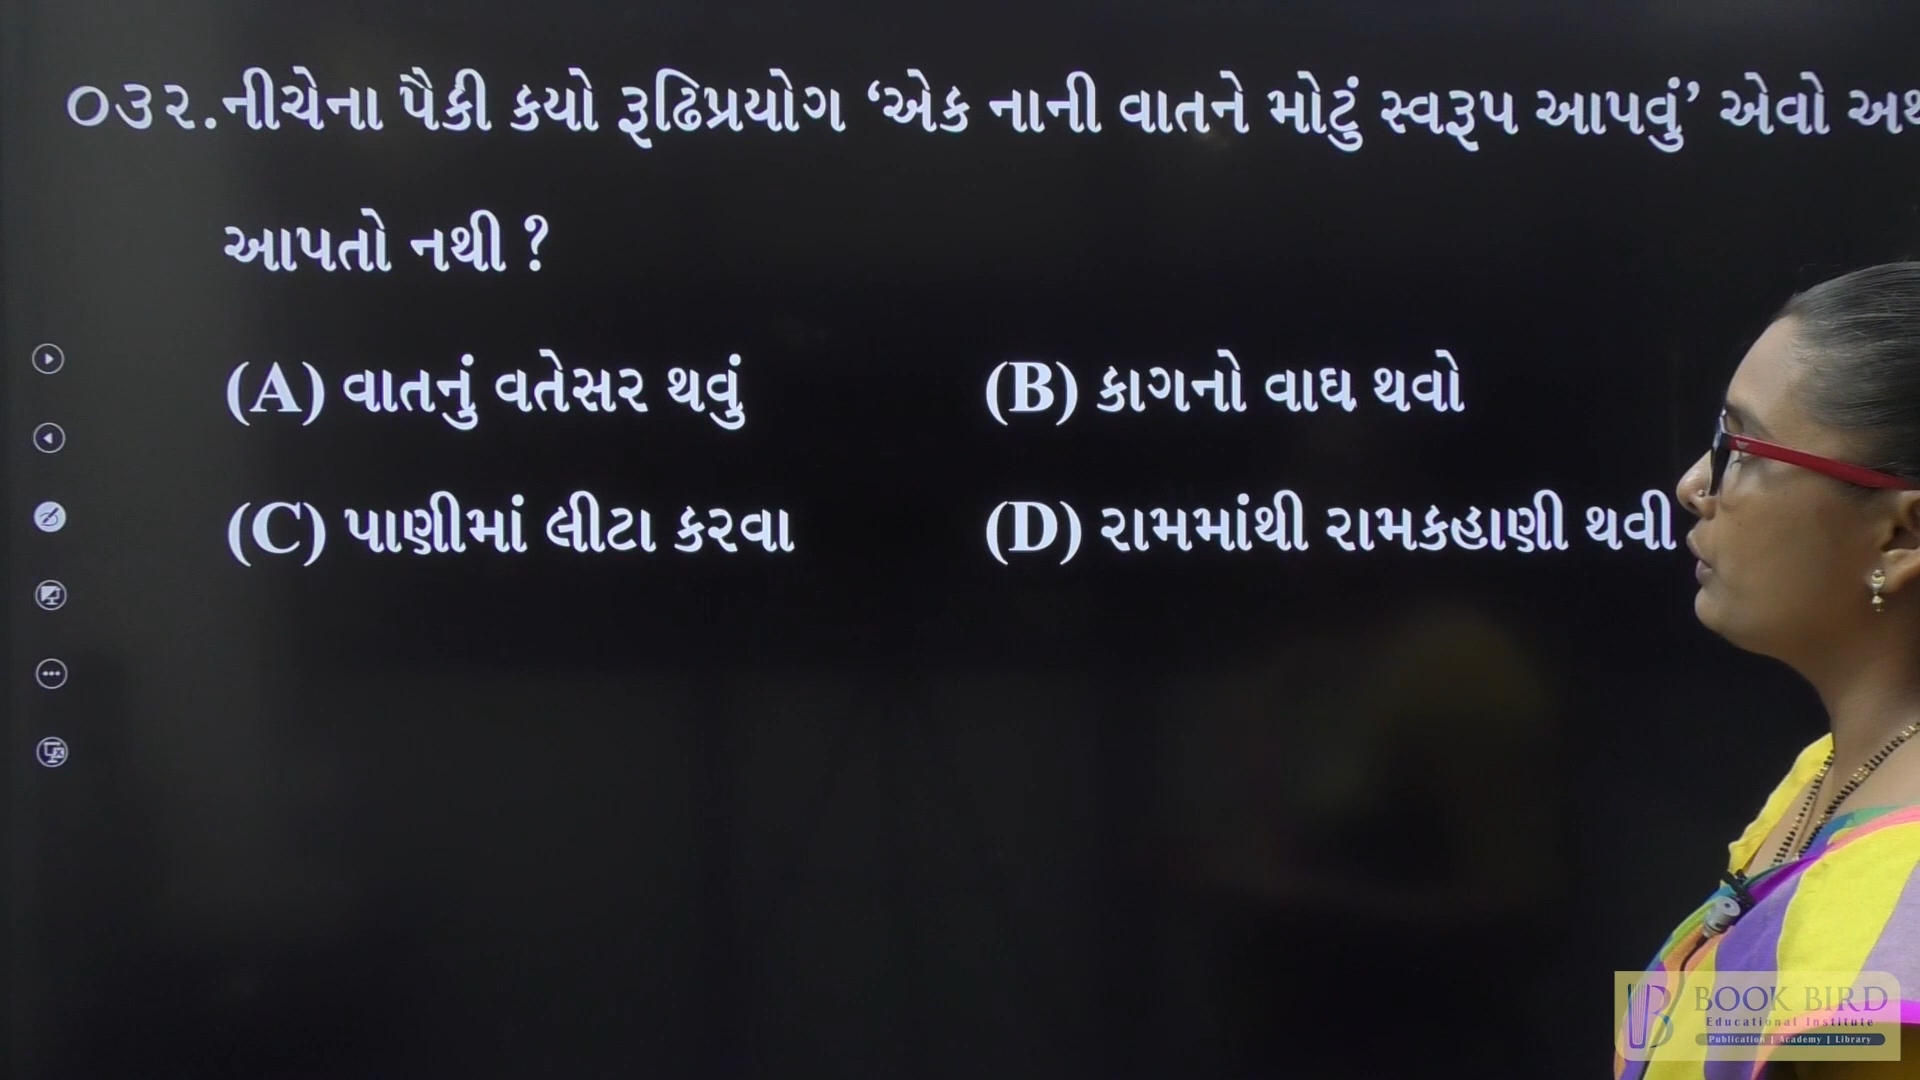 ૦૩૨.નીચેના પૈકી કયો રૂઢિપ્રયોગ ‘એક નાની વાતને મોટું સ્વરૂપ આપવું’ એવો
આપતો નથી ?
(A) વાતનું વતેસર થવું (B) કાગનો વાઘ થવો
(C) પાણીમાં લીટા કરવા (D) રામમાંથી રામકહાણી થવી
BOOK BIRD
Educational Institute
Publication | Academy | Library